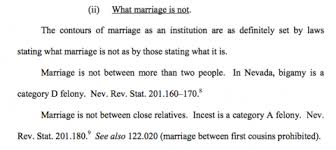 (ii) What marriage is not.
The contours of marriage as an institution are as definitely set by laws
stating what marriage is not as by those stating what it is.
Marriage is not between more than two people. In Nevada, bigamy is a
category D felony. Nev. Rev. Stat. 201.160–170.8
Marriage is not between close relatives. Incest is a category A felony. Nev.
Rev. Stat. 201.180.9 See also 122.020 (marriage between first cousins prohibited).